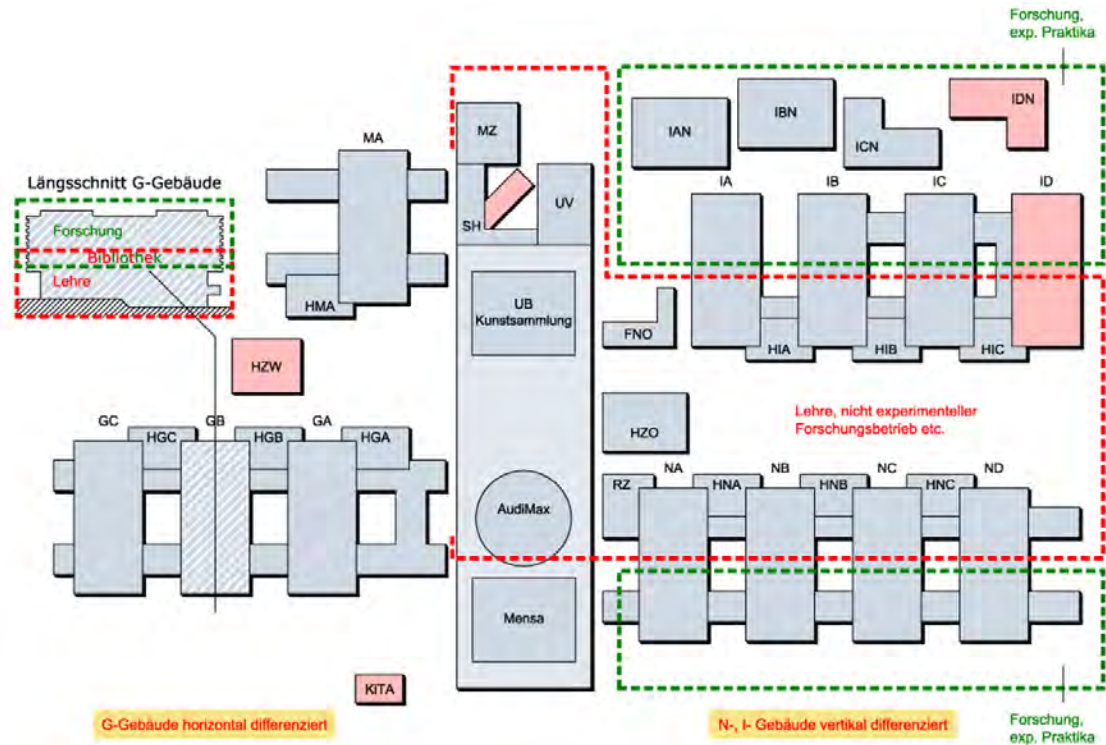 Forschung,
exp. Praktika
MZ
IAN
IBN
ICN
IDN
MA
Längsschnitt G-Gebäude
Forschung
Bibliothek
Lehre
SH
UV
IA
IB
IC
ID
HMA
UB
Kunstsammlung
FNO
HIA
HIB
HIC
HZW
Lehre, nicht experimenteller
Forschungsbetrieb etc.
HZO
GC
HGC
GB
HGB
GA
HGA
RZ
NA
HNA
NB
HNB
NC
HNC
ND
AudiMax
Mensa
KiTA
G-Gebäude horizontal differenziert
N-, I- Gebäude vertikal differenziert
Forschung,
exp. Praktika